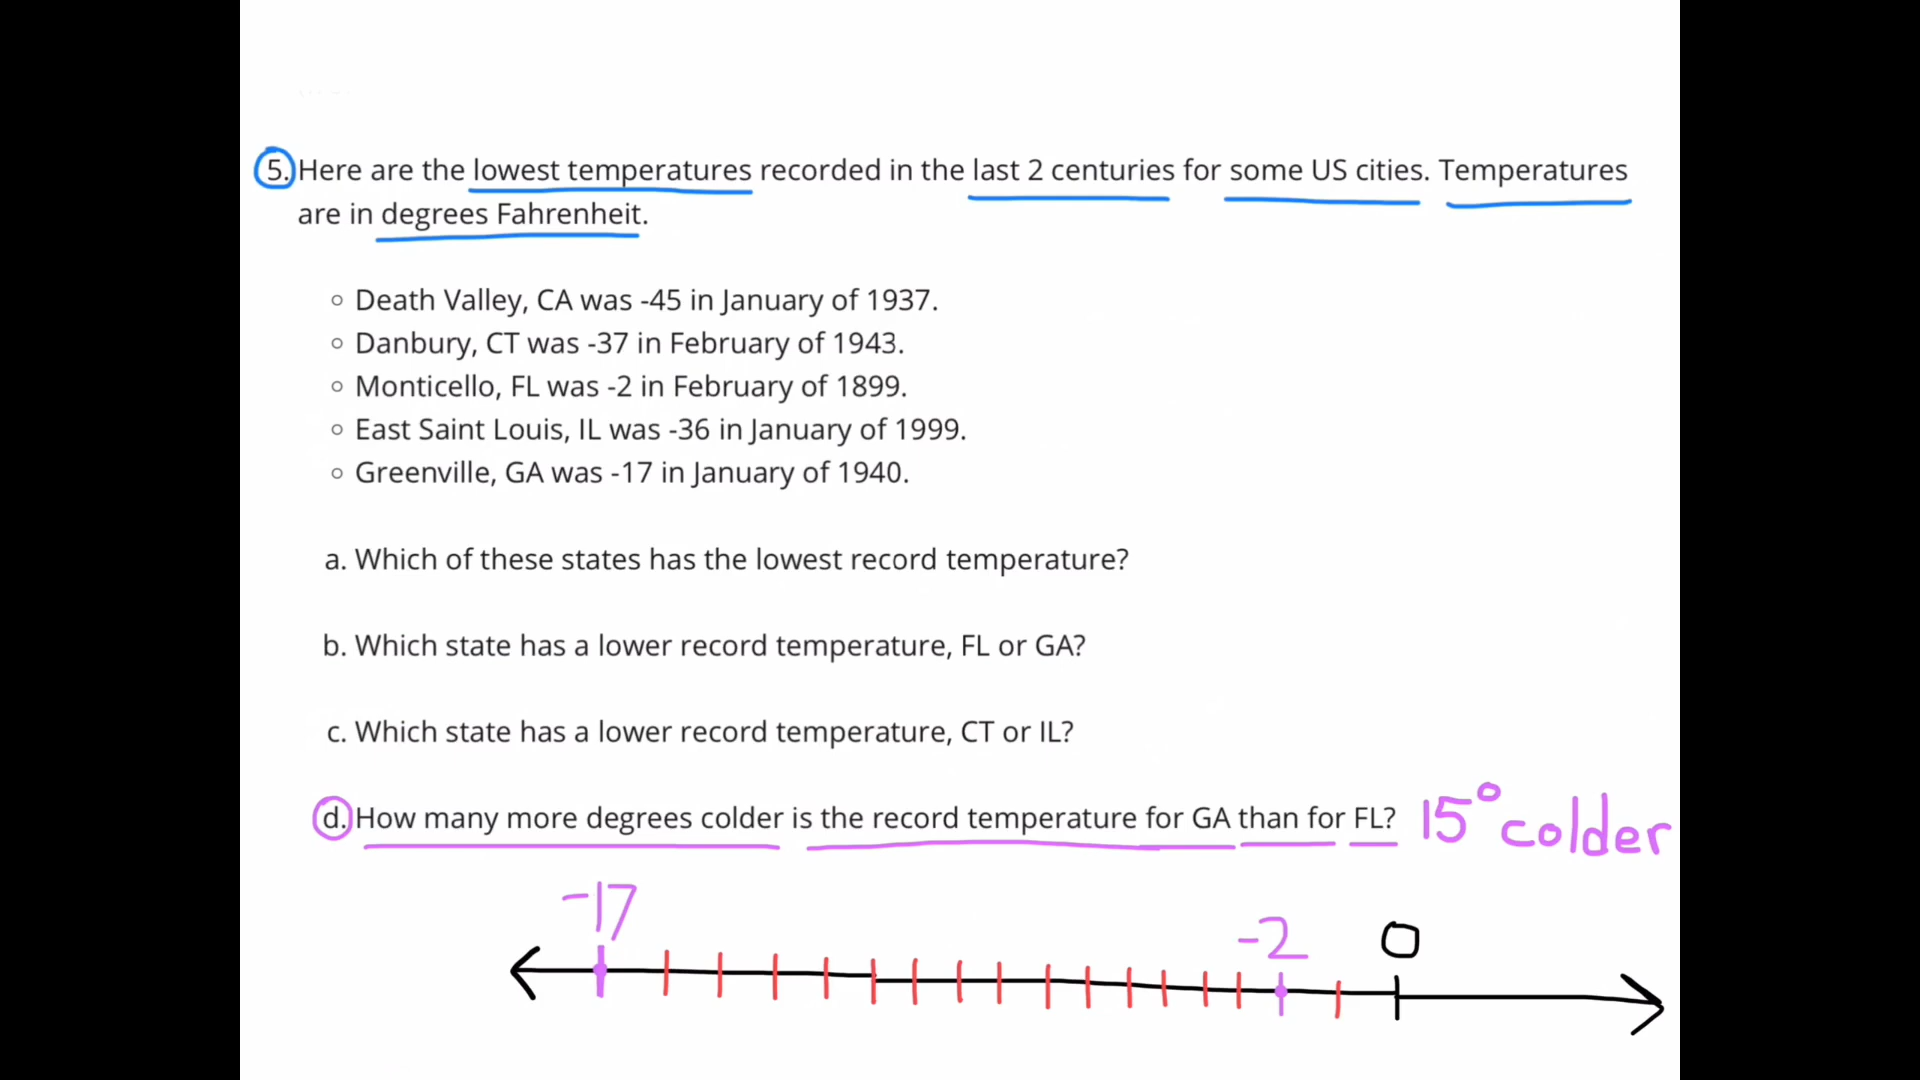 5. Here are the lowest temperatures recorded in the last 2 centuries for some US cities. Temperatures
are in degrees Fahrenheit.
◦ Death Valley, CA was -45 in January of 1937.
◦ Danbury, CT was -37 in February of 1943.
◦ Monticello, FL was -2 in February of 1899.
◦ East Saint Louis, IL was -36 in January of 1999.
◦ Greenville, GA was -17 in January of 1940.
a. Which of these states has the lowest record temperature?
b. Which state has a lower record temperature, FL or GA?
c. Which state has a lower record temperature, CT or IL?
d. How many more degrees colder is the record temperature for GA than for FL? 15° colder
-17 -2 0